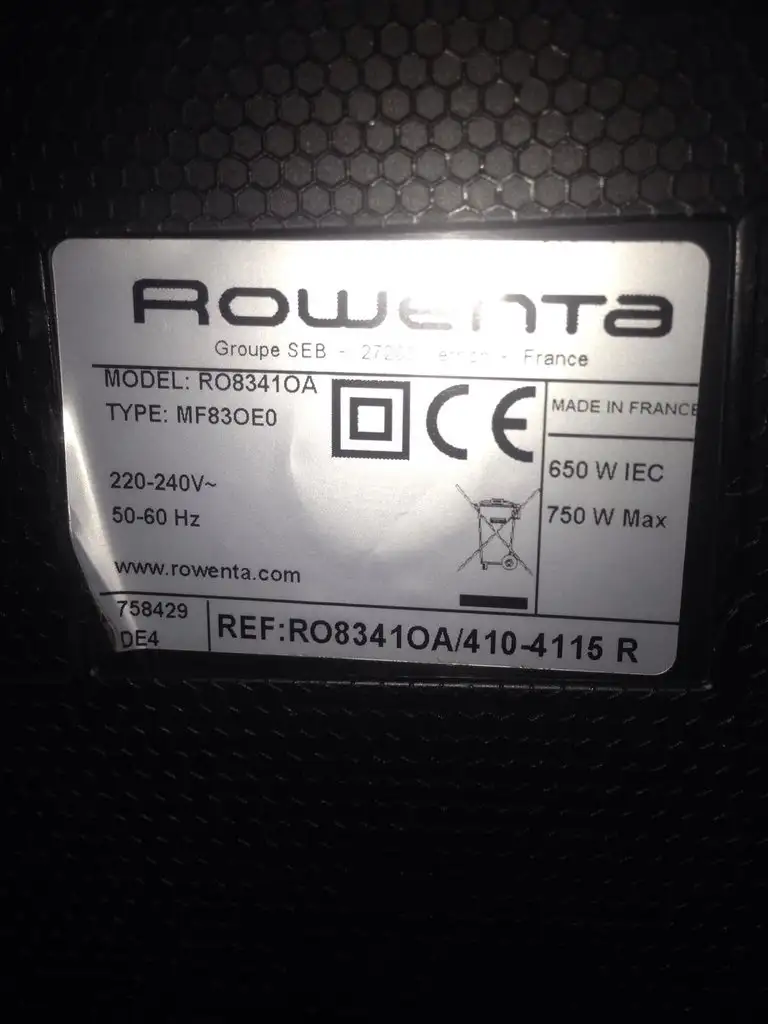 Rowenta
Groupe SEB - France
MODEL: RO8341OA
TYPE: MF83OE0
CE
MADE IN FRANCE
220-240V~
50-60 Hz
650 W IEC
750 W Max
www.rowenta.com
758429
DE4
REF:RO8341OA/410-4115 R